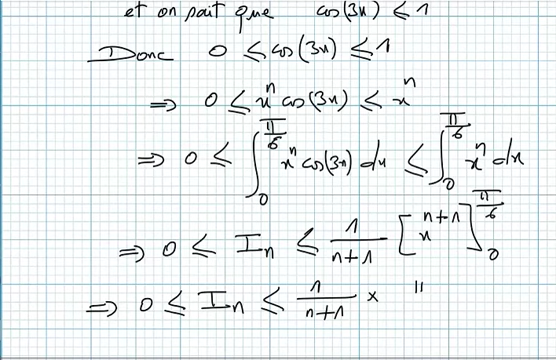 et on sait que cos(3x) ≤ 1
Donc 0 ≤ cos(3x) ≤ 1
⇒ 0 ≤ xⁿ cos(3x) ≤ xⁿ
⇒ 0 ≤ ∫₀^(π/6) xⁿ cos(3x) dx ≤ ∫₀^(π/6) xⁿ dx
⇒ 0 ≤ Iₙ ≤ 1/(n+1) [x^(n+1)]₀^(π/6)
⇒ 0 ≤ Iₙ ≤ 1/(n+1) ×